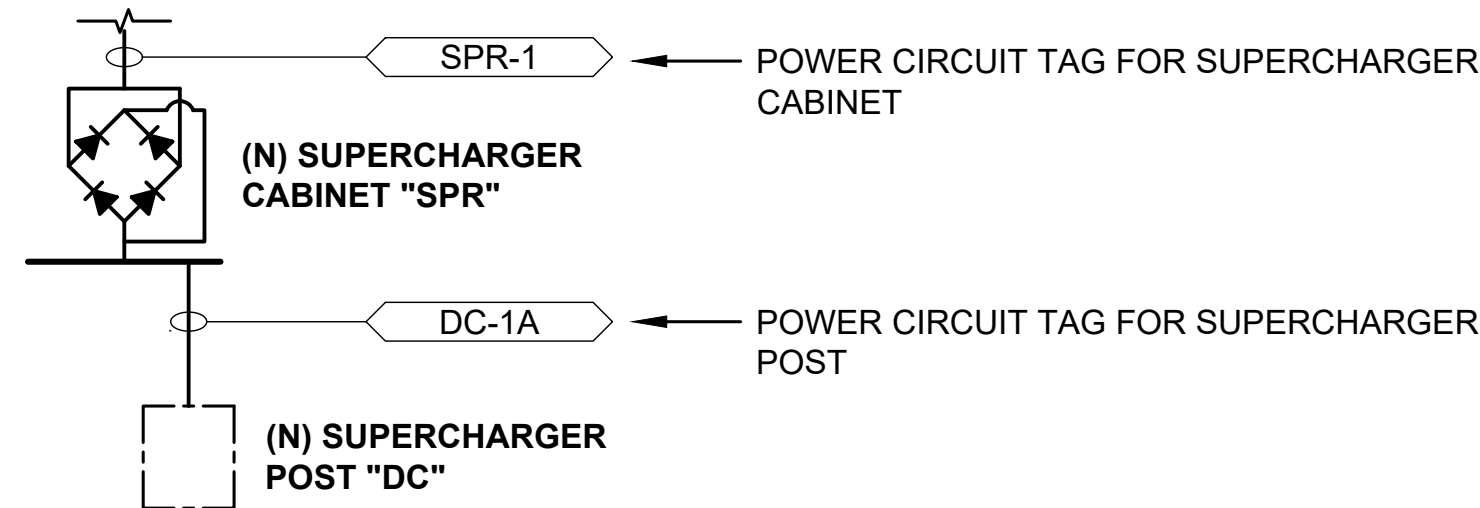 SPR-1
POWER CIRCUIT TAG FOR SUPERCHARGER
CABINET
(N) SUPERCHARGER
CABINET "SPR"
DC-1A
POWER CIRCUIT TAG FOR SUPERCHARGER
POST
(N) SUPERCHARGER
POST "DC"